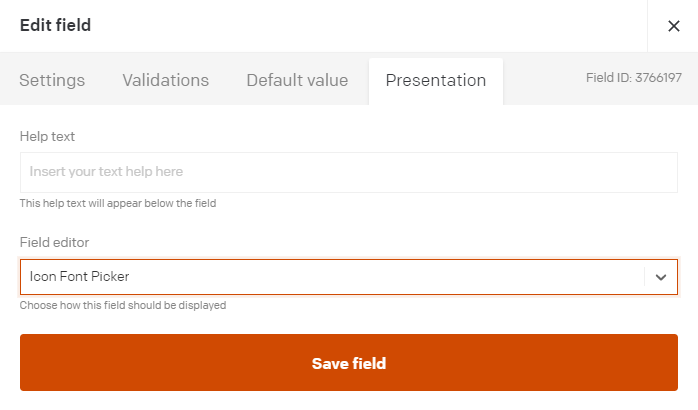 Edit field
Settings Validations Default value Presentation Field ID: 3766197
Help text
Insert your text help here
This help text will appear below the field
Field editor
Icon Font Picker
Choose how this field should be displayed
Save field